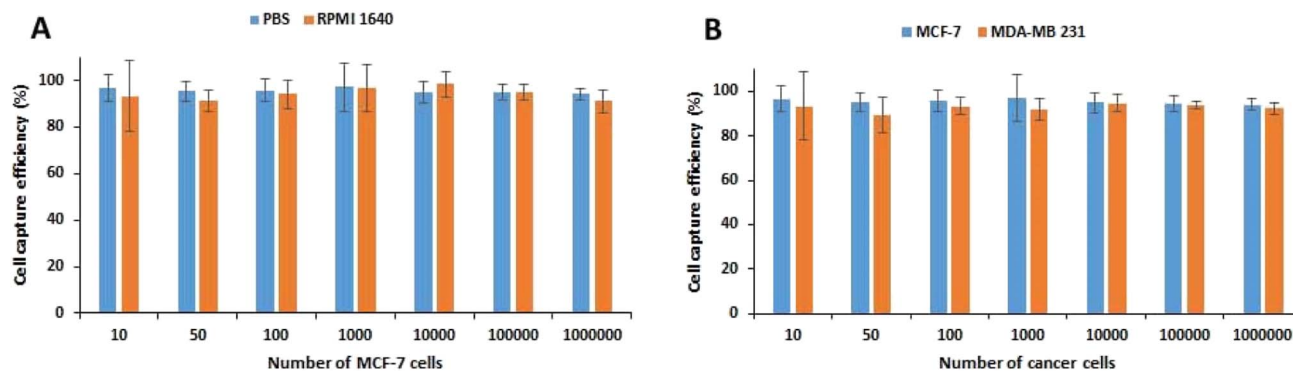 A
PBS RPMI 1640
Cell capture efficiency (%)
100
80
60
40
20
0
10 50 100 1000 10000 100000 1000000
Number of MCF-7 cells
B
MCF-7 MDA-MB 231
Cell capture efficiency (%)
100
80
60
40
20
0
10 50 100 1000 10000 100000 1000000
Number of cancer cells